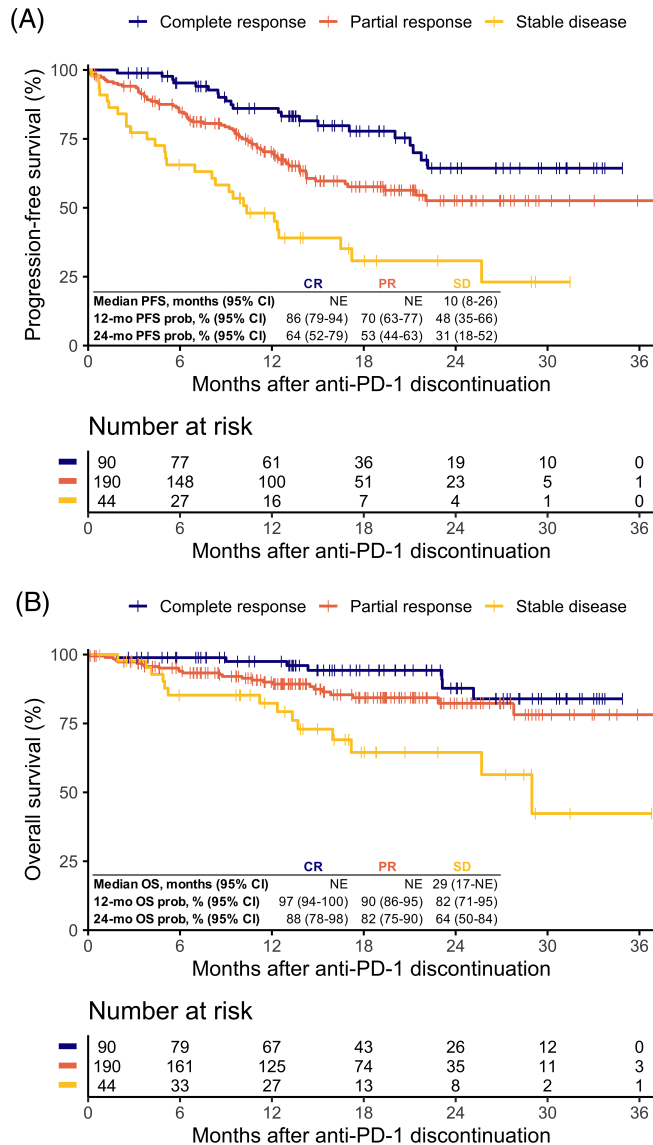 (A)
Complete response Partial response Stable disease
Progression-free survival (%)
100
75
50
25
0
CR PR SD
Median PFS, months (95% CI) NE NE 10 (8-26)
12-mo PFS prob, % (95% CI) 86 (79-94) 70 (63-77) 48 (35-66)
24-mo PFS prob, % (95% CI) 64 (52-79) 53 (44-63) 31 (18-52)
0 6 12 18 24 30 36
Months after anti-PD-1 discontinuation
Number at risk
90 77 61 36 19 10 0
190 148 100 51 23 5 1
44 27 16 7 4 1 0
0 6 12 18 24 30 36
Months after anti-PD-1 discontinuation
(B)
Complete response Partial response Stable disease
Overall survival (%)
100
75
50
25
0
CR PR SD
Median OS, months (95% CI) NE NE 29 (17-NE)
12-mo OS prob, % (95% CI) 97 (94-100) 90 (86-95) 82 (71-95)
24-mo OS prob, % (95% CI) 88 (78-98) 82 (75-90) 64 (50-84)
0 6 12 18 24 30 36
Months after anti-PD-1 discontinuation
Number at risk
90 79 67 43 26 12 0
190 161 125 74 35 11 3
44 33 27 13 8 2 1
0 6 12 18 24 30 36
Months after anti-PD-1 discontinuation